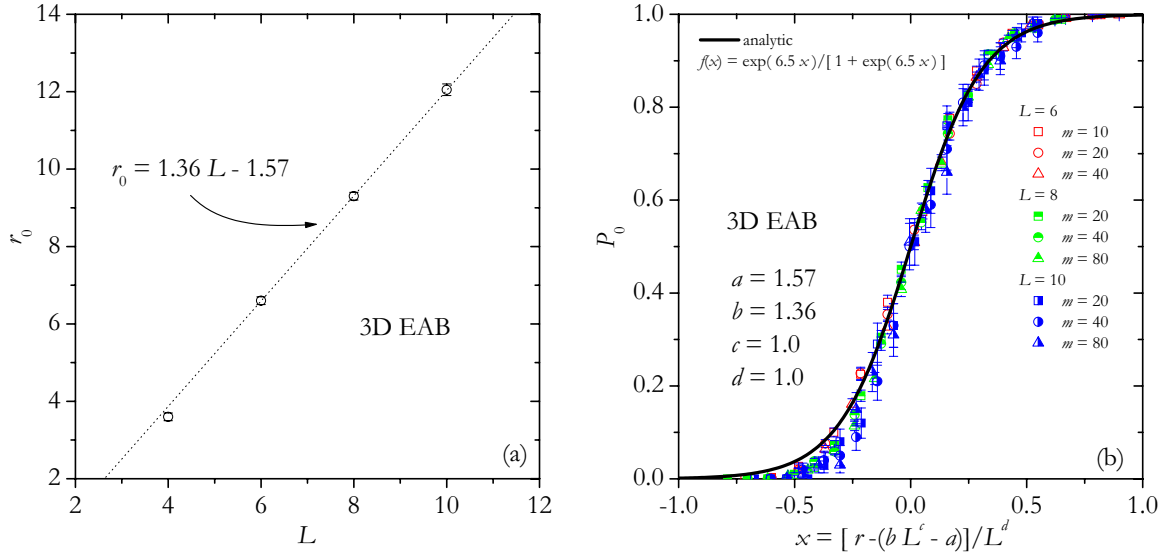 14
12
10
8
6
4
2
r₀
r₀ = 1.36 L - 1.57
3D EAB
(a)
2 4 6 8 10 12
L
1.0
0.8
0.6
0.4
0.2
0.0
P₀
analytic
f(x) = exp( 6.5 x )/[ 1 + exp( 6.5 x ) ]
L = 6
m = 10
m = 20
m = 40
L = 8
m = 20
m = 40
m = 80
L = 10
m = 20
m = 40
m = 80
3D EAB
a = 1.57
b = 1.36
c = 1.0
d = 1.0
(b)
-1.0 -0.5 0.0 0.5 1.0
x = [ r -(b Lᶜ - a)]/Lᵈ